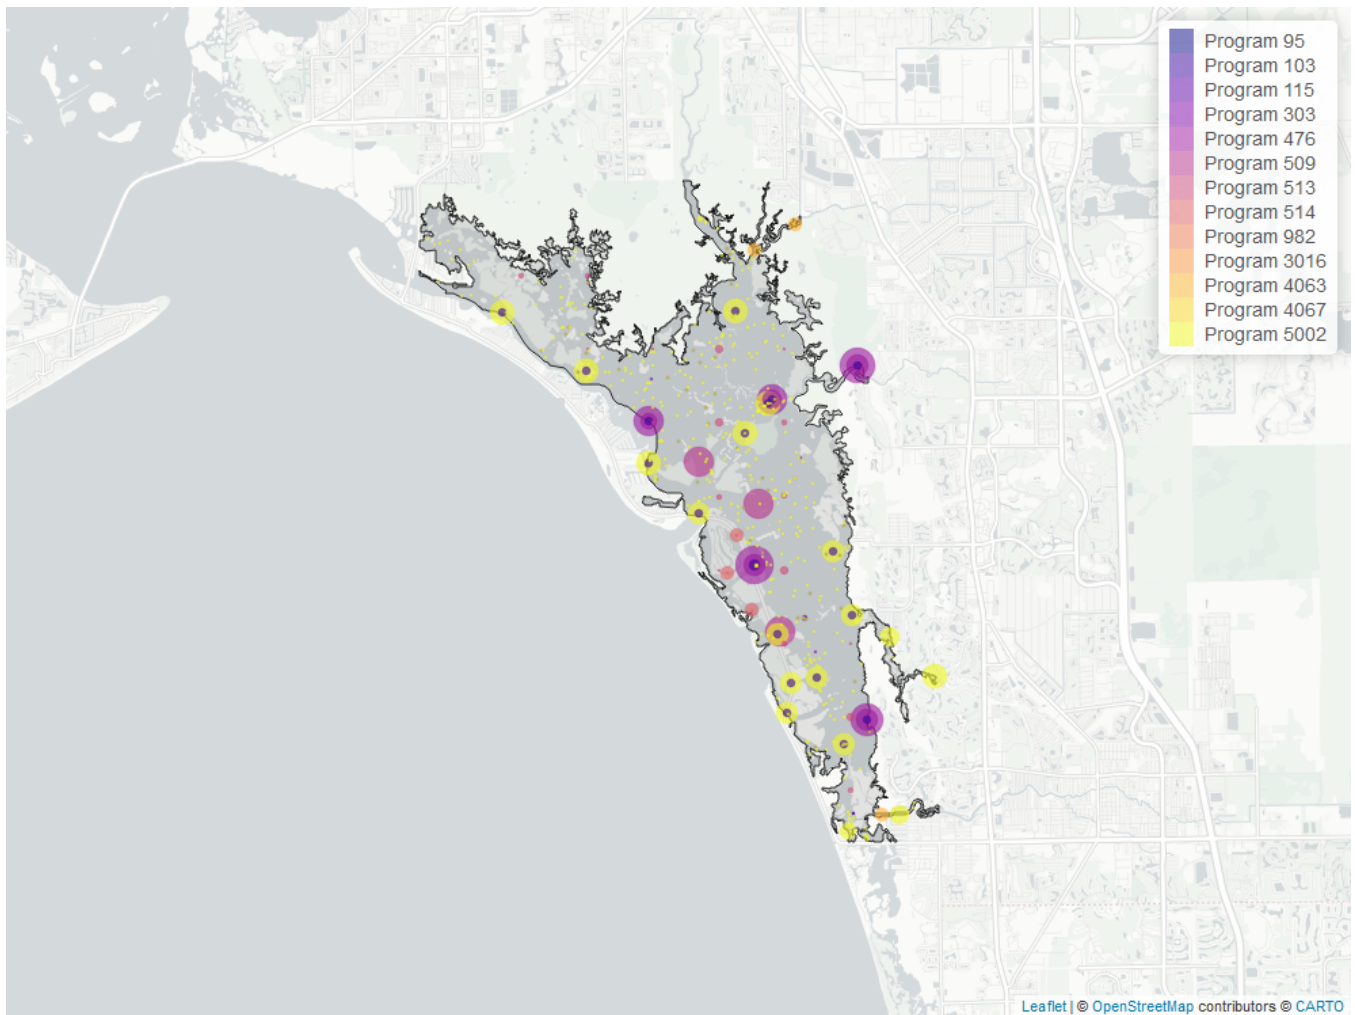 Program 95
Program 103
Program 115
Program 303
Program 476
Program 509
Program 513
Program 514
Program 982
Program 3016
Program 4063
Program 4067
Program 5002
Leaflet | © OpenStreetMap contributors © CARTO